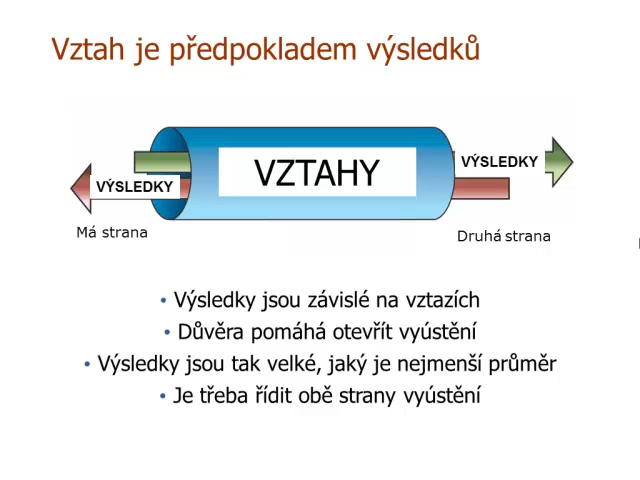 Vztah je předpokladem výsledků
VÝSLEDKY
VZTAHY
VÝSLEDKY
Má strana
Druhá strana
• Výsledky jsou závislé na vztazích
• Důvěra pomáhá otevřít vyústění
• Výsledky jsou tak velké, jaký je nejmenší průměr
• Je třeba řídit obě strany vyústění